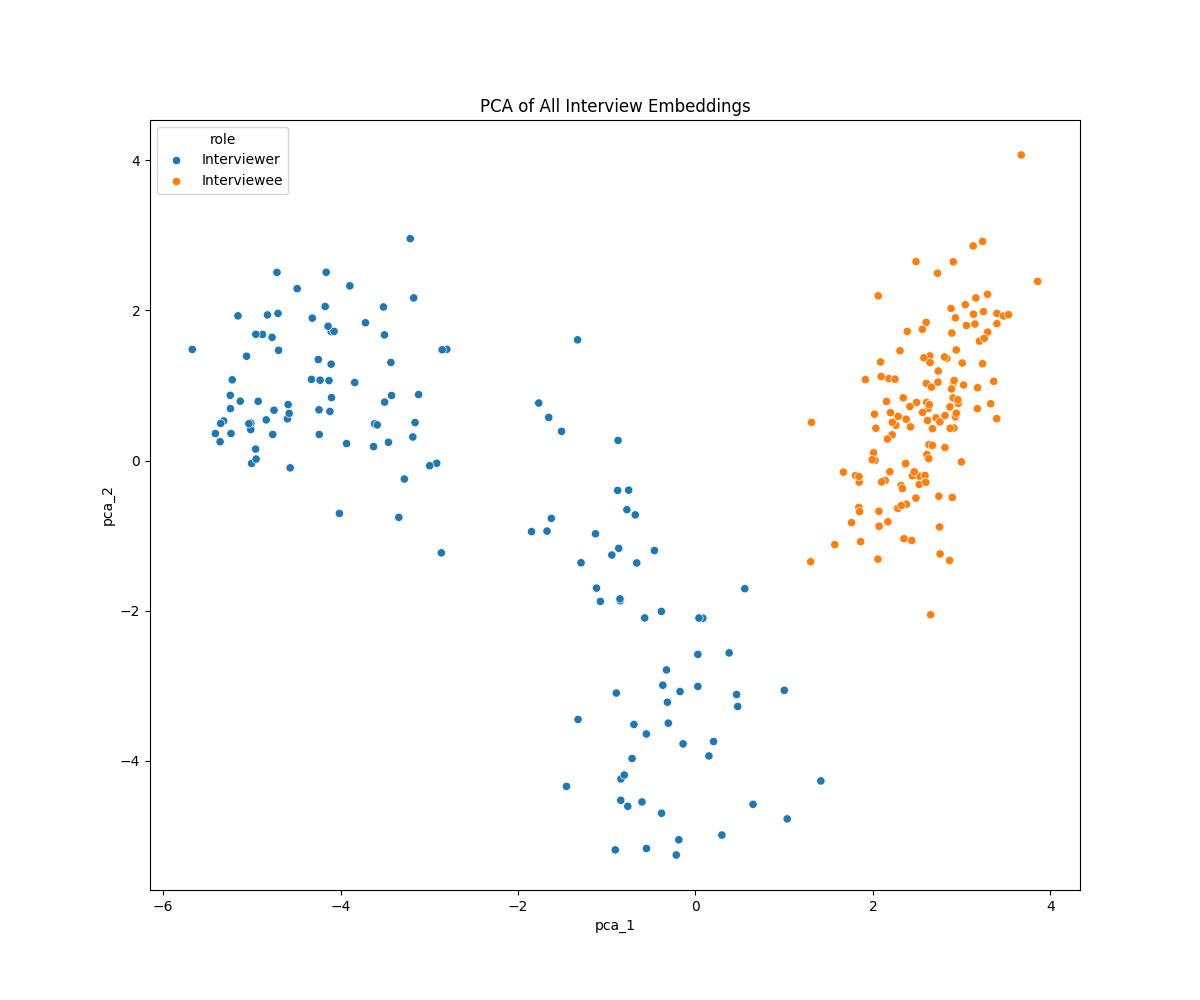 PCA of All Interview Embeddings
role
Interviewer
Interviewee
4
2
0
−2
−4
pca_2
−6
−4
−2
0
2
4
pca_1